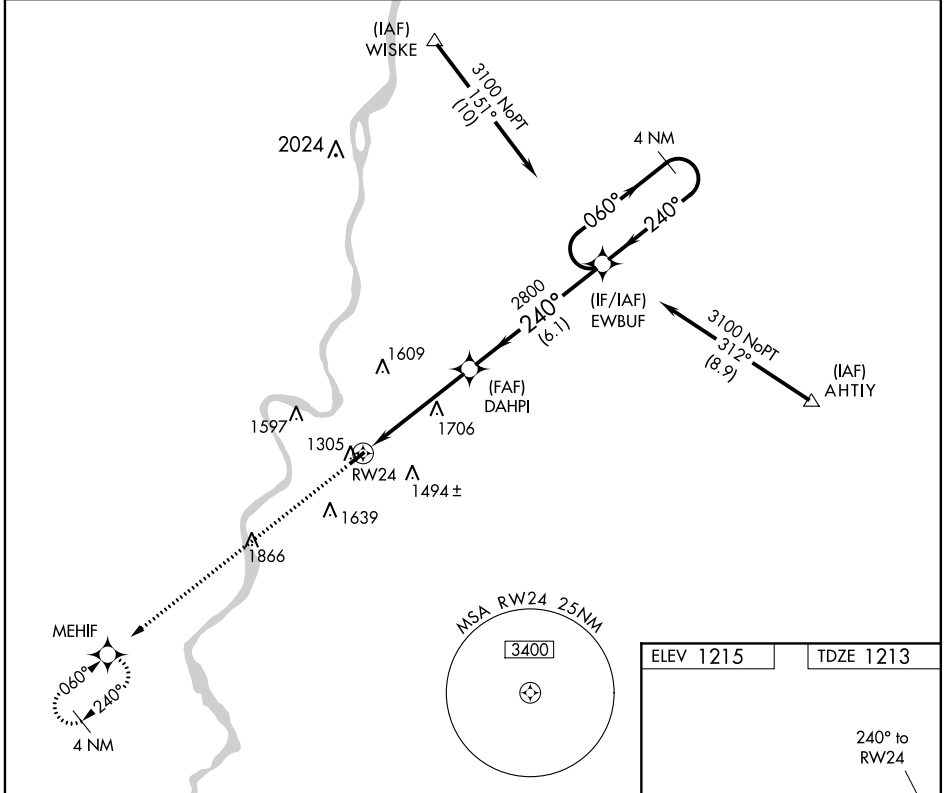 (IAF)
WISKE
3100 NoPT
151°
(10)
2024
4 NM
060°
240°
(IF/IAF)
EWBUF
2800
240°
(6.1)
3100 NoPT
312°
(8.9)
(IAF)
AHTIY
1609
(FAF)
DAHPI
1706
1597
1305
RW24
1494 ±
1639
1866
MEHIF
060°
240°
4 NM
MSA RW24 25NM
3400
ELEV 1215
TDZE 1213
240° to
RW24